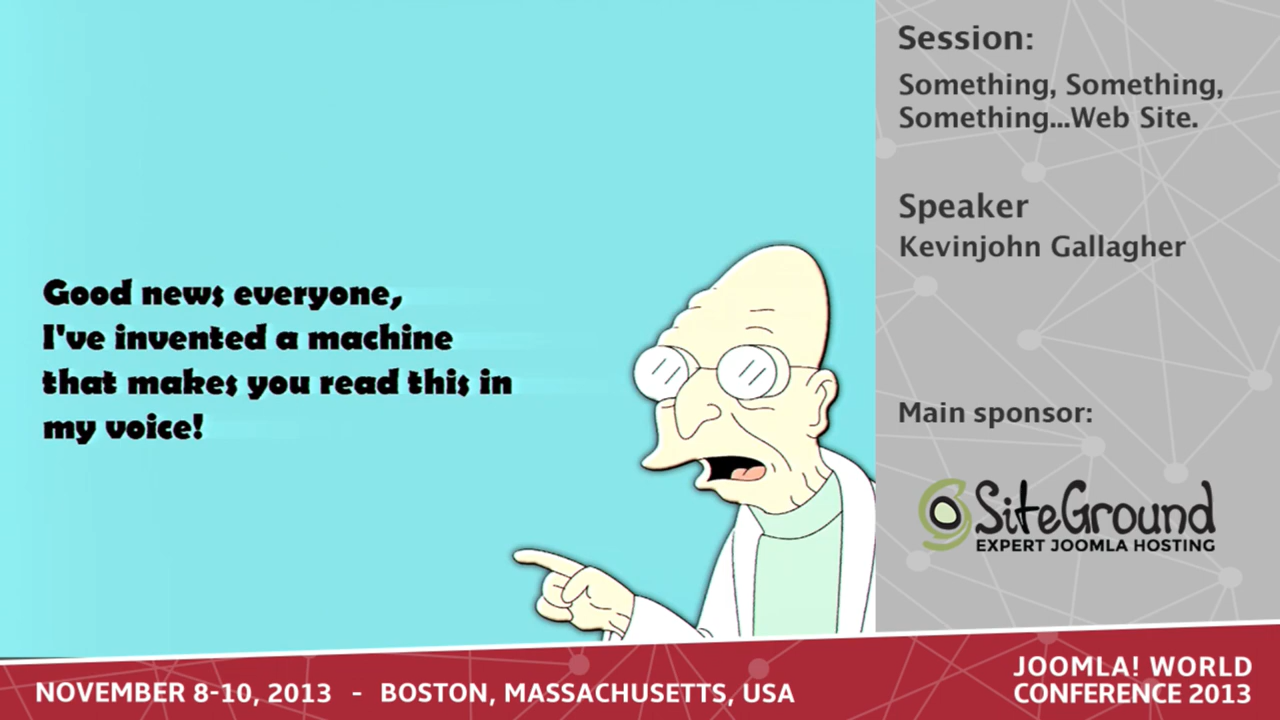 Good news everyone,
I've invented a machine
that makes you read this in
my voice!
Session:
Something, Something,
Something...Web Site.
Speaker
Kevinjohn Gallagher
Main sponsor:
SiteGround
EXPERT JOOMLA HOSTING
NOVEMBER 8-10, 2013 - BOSTON, MASSACHUSETTS, USA
JOOMLA! WORLD
CONFERENCE 2013